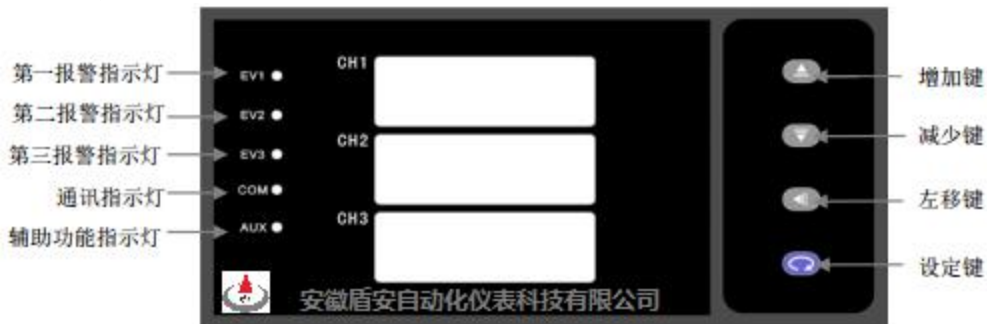 第一报警指示灯
第二报警指示灯
第三报警指示灯
通讯指示灯
辅助功能指示灯
EV1
EV2
EV3
COM
AUX
CH1
CH2
CH3
安徽盾安自动化仪表科技有限公司
增加键
减少键
左移键
设定键